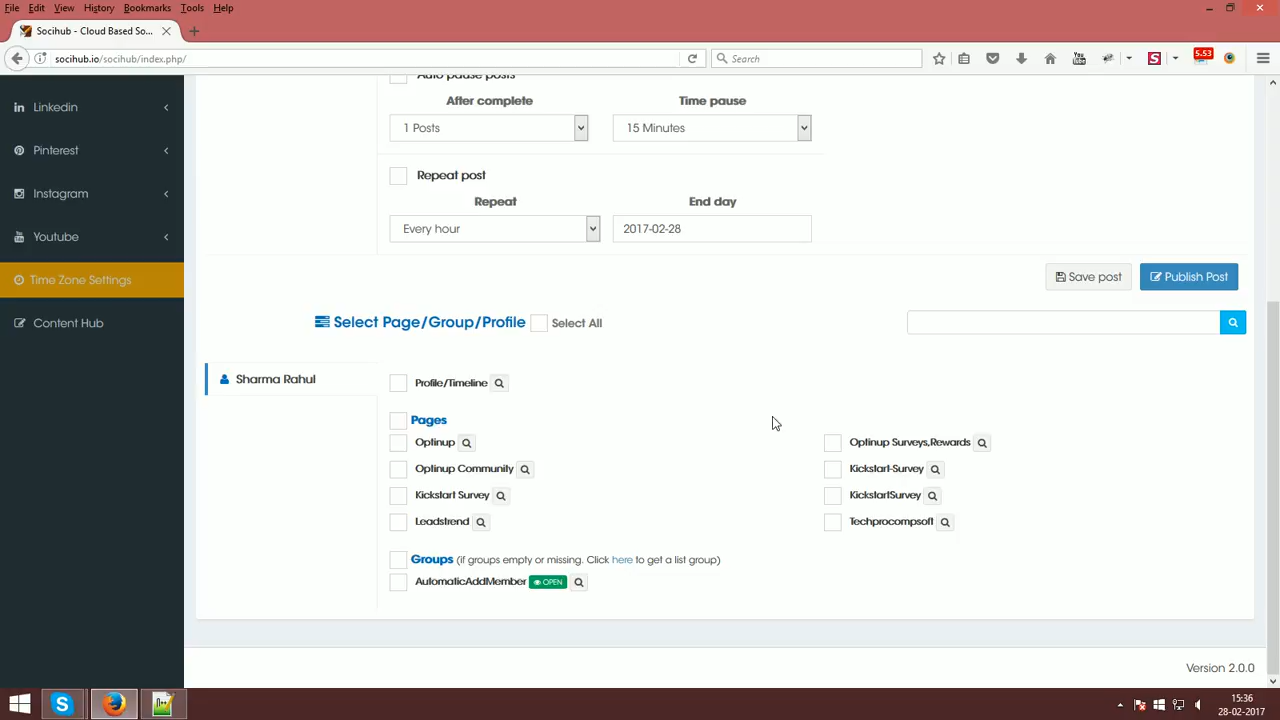 File Edit View History Bookmarks Tools Help
Socihub - Cloud Based So...
socihub.io/socihub/index.php/
Search
5.53
Linkedin
Pinterest
Instagram
Youtube
Time Zone Settings
Content Hub
Auto pause posts
After complete Time pause
1 Posts 15 Minutes
Repeat post
Repeat End day
Every hour 2017-02-28
Save post Publish Post
Select Page/Group/Profile Select All
Sharma Rahul
Profile/Timeline
Pages
Optinup Optinup Surveys,Rewards
Optinup Community Kickstart-Survey
Kickstart Survey KickstartSurvey
Leadstrend Techprocompsoft
Groups (if groups empty or missing. Click here to get a list group)
AutomaticAddMember OPEN
Version 2.0.0
15:36
28-02-2017